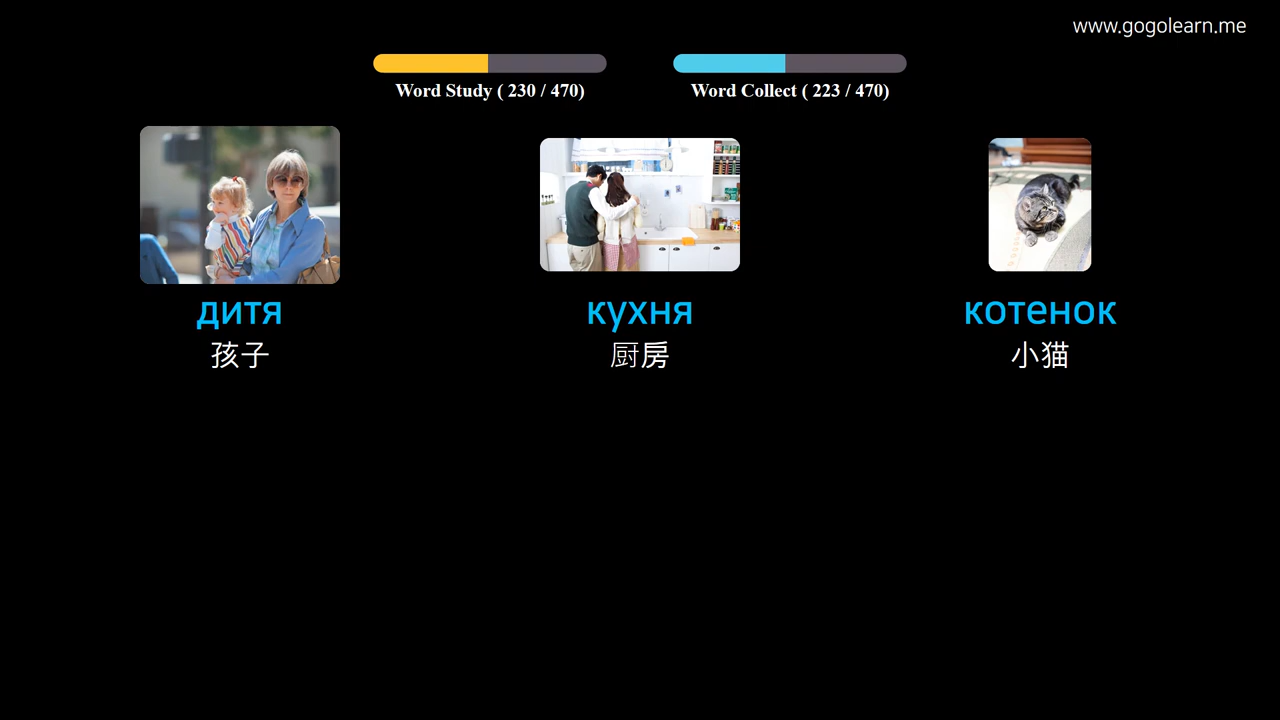 www.gogolearn.me
Word Study ( 230 / 470)
Word Collect ( 223 / 470)
дитя
孩子
кухня
厨房
котенок
小猫